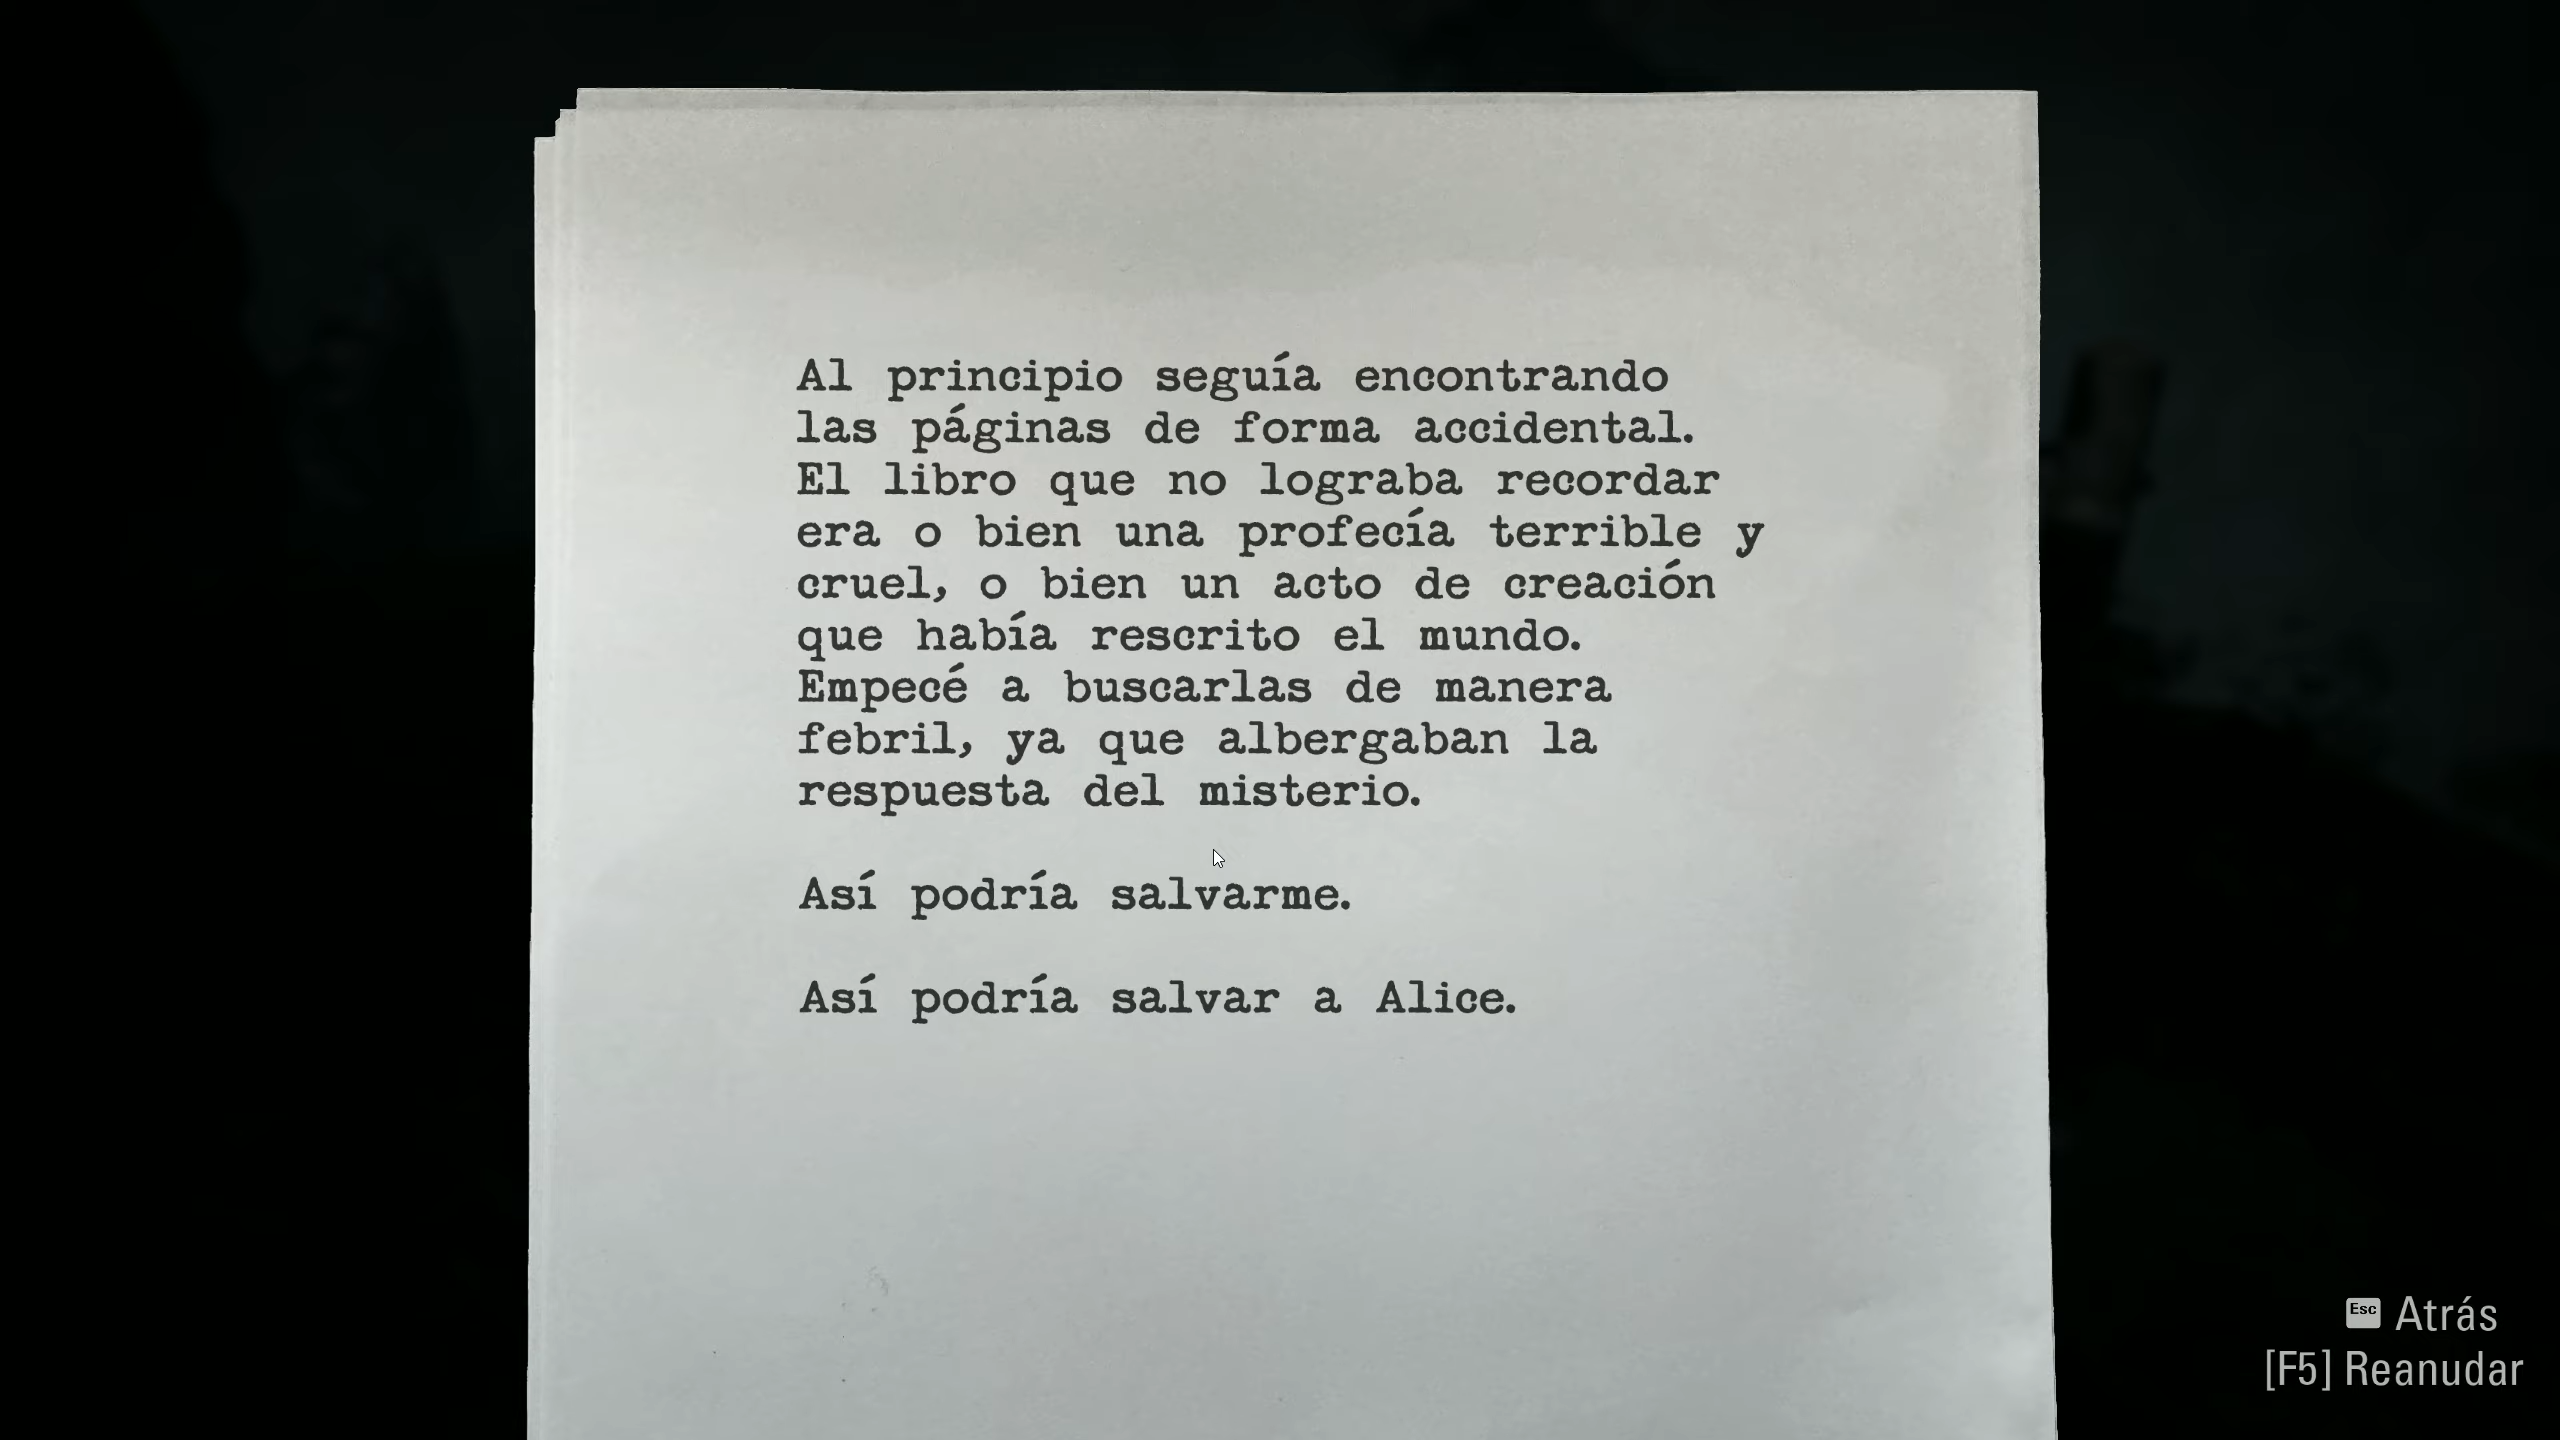 Al principio seguía encontrando
las páginas de forma accidental.
El libro que no lograba recordar
era o bien una profecía terrible y
cruel, o bien un acto de creación
que había rescrito el mundo.
Empecé a buscarlas de manera
febril, ya que albergaban la
respuesta del misterio.
Así podría salvarme.
Así podría salvar a Alice.
Esc Atrás
[F5] Reanudar